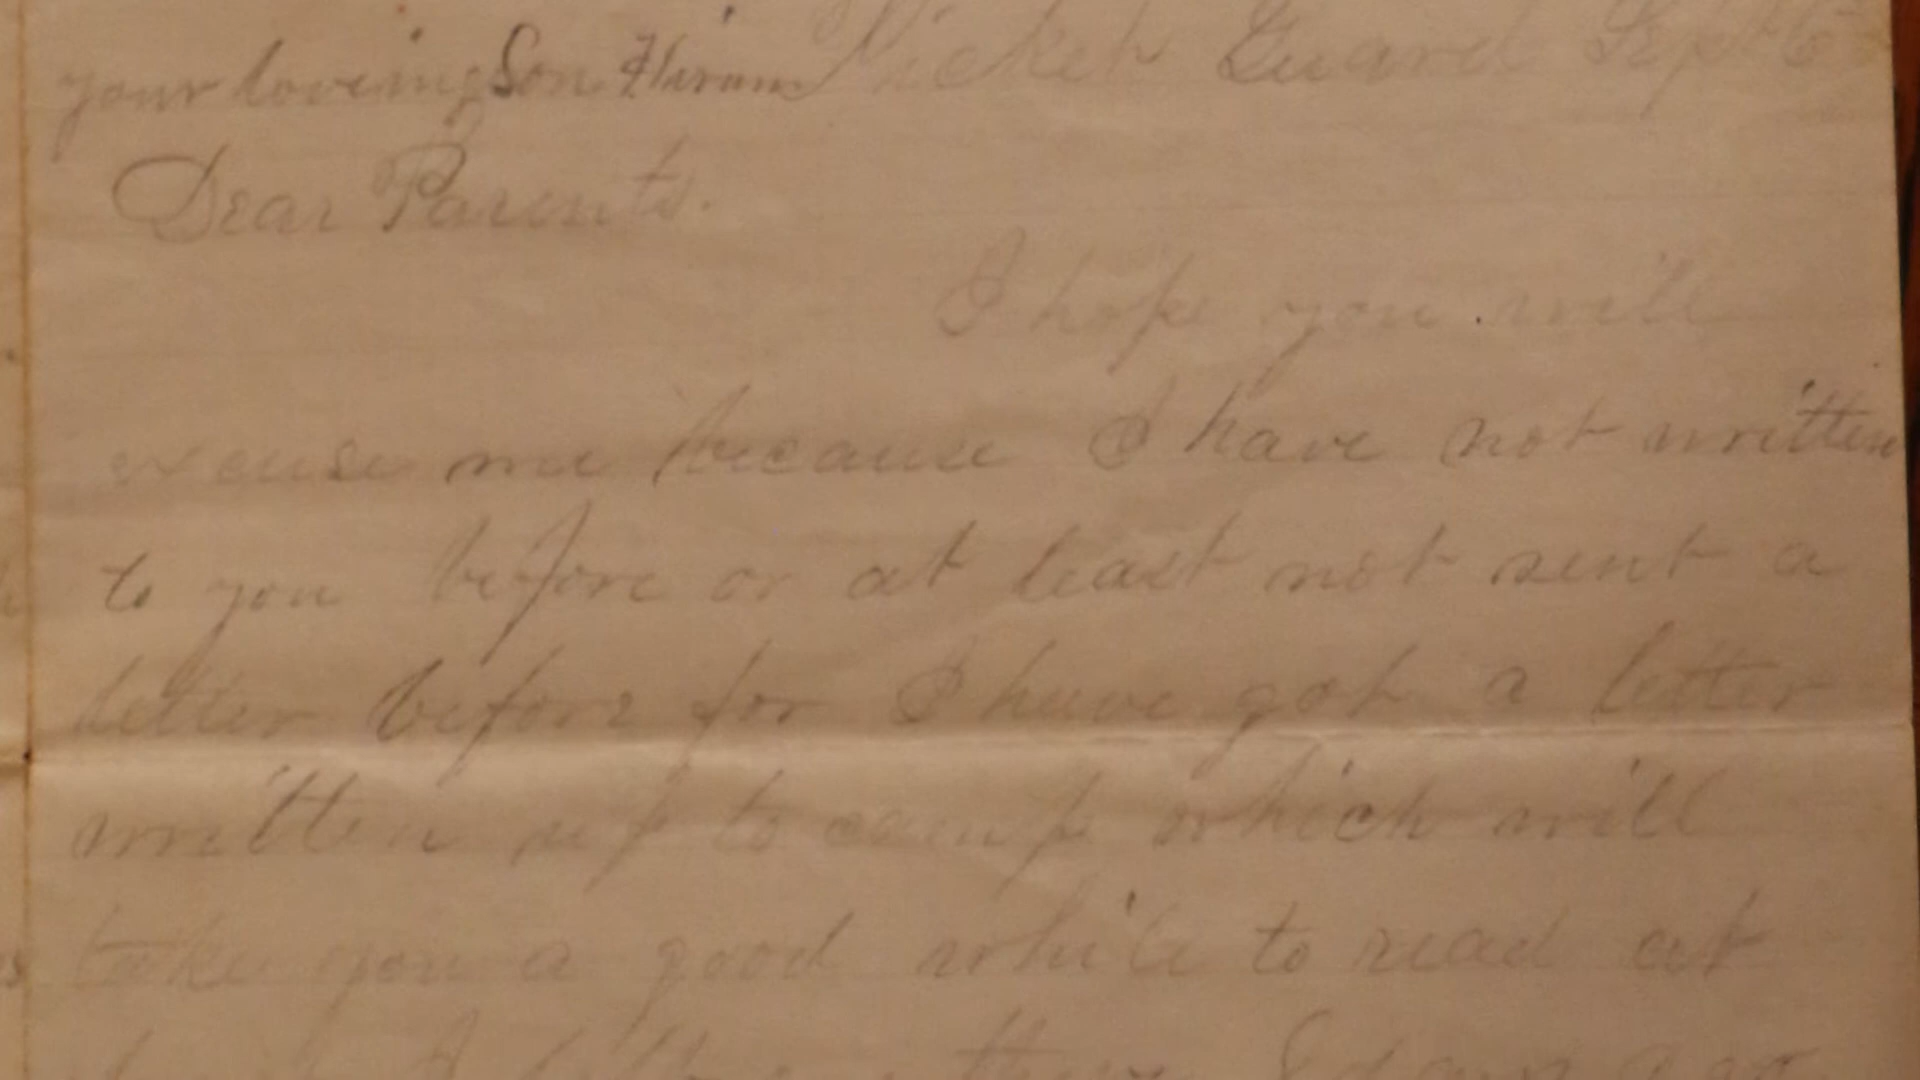 your loveing Son Hiram Picket Guard Sept 6
Dear Parents.
I hope you will
excuse me because I have not written
to you before or at least not sent a
letter before for I have got a letter
written up to camp which will
take you a good while to read at